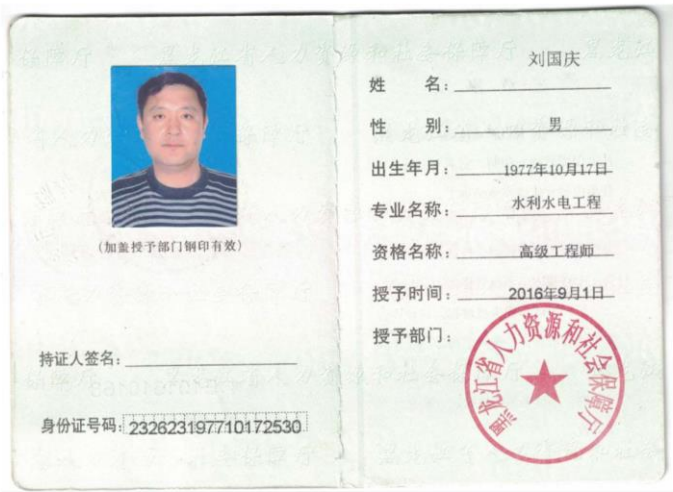 (加盖授予部门钢印有效)
持证人签名:
身份证号码: 232623197710172530
姓 名: 刘国庆
性 别: 男
出生年月: 1977年10月17日
专业名称: 水利水电工程
资格名称: 高级工程师
授予时间: 2016年9月1日
授予部门:
黑龙江省人力资源和社会保障厅